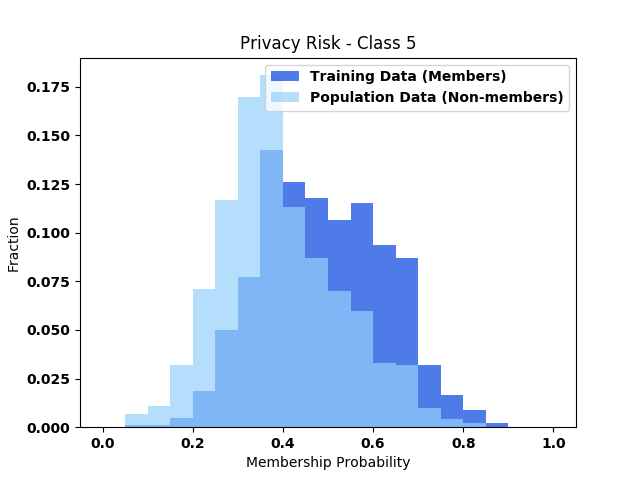 Privacy Risk - Class 5
Training Data (Members)
Population Data (Non-members)
Fraction
0.175
0.150
0.125
0.100
0.075
0.050
0.025
0.000
0.0 0.2 0.4 0.6 0.8 1.0
Membership Probability